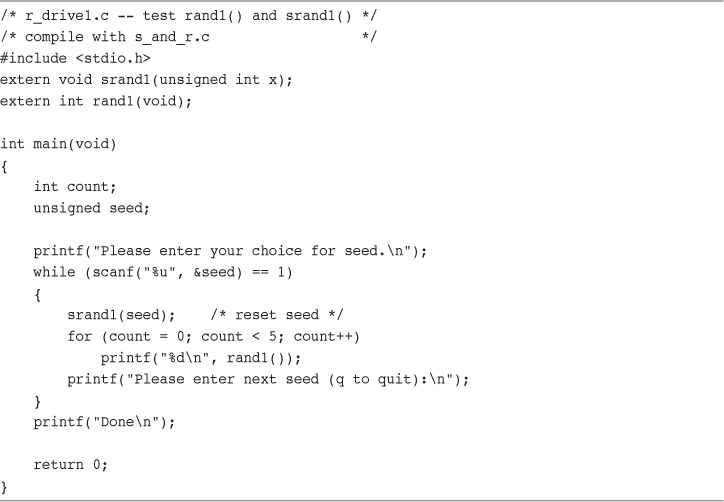 /* r_drive1.c -- test rand1() and srand1() */
/* compile with s_and_r.c                  */
#include <stdio.h>
extern void srand1(unsigned int x);
extern int rand1(void);

int main(void)
{
    int count;
    unsigned seed;

    printf("Please enter your choice for seed.\n");
    while (scanf("%u", &seed) == 1)
    {
        srand1(seed);    /* reset seed */
        for (count = 0; count < 5; count++)
            printf("%d\n", rand1());
        printf("Please enter next seed (q to quit):\n");
    }
    printf("Done\n");

    return 0;
}